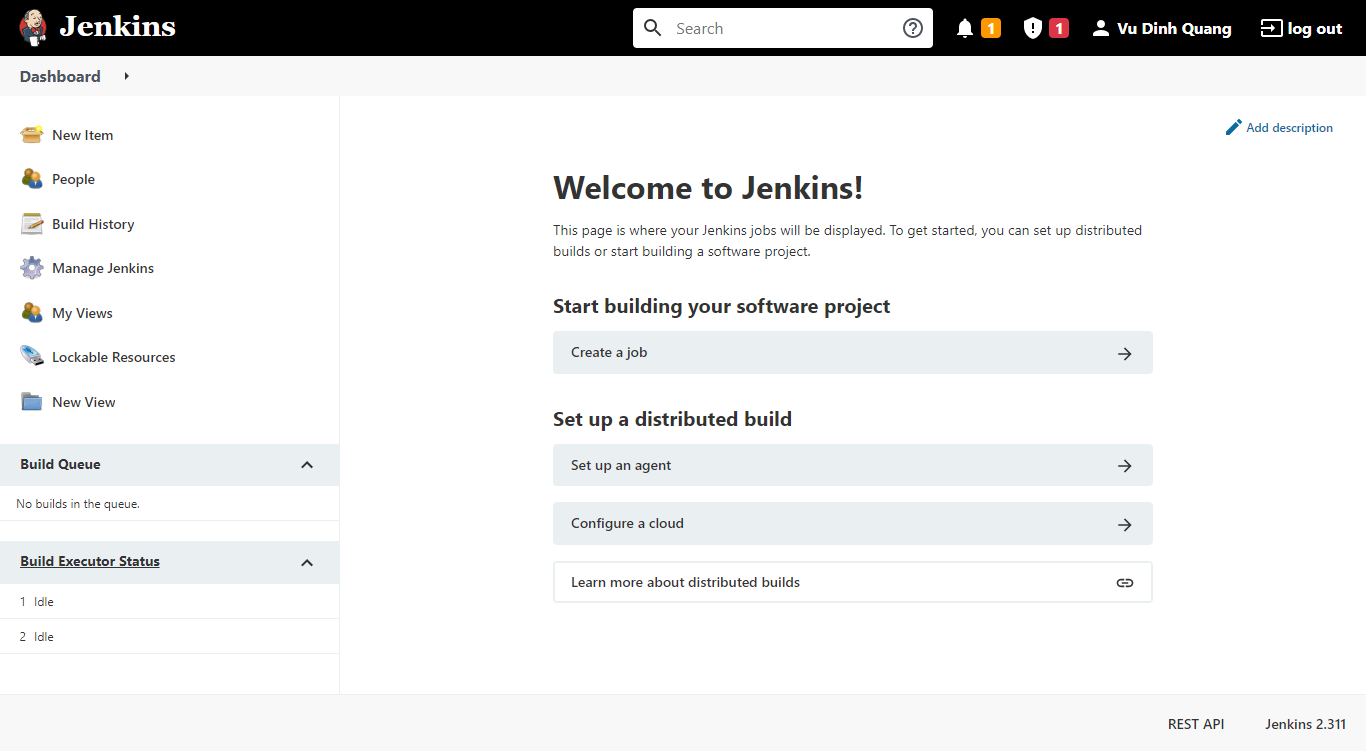 Jenkins
Search
1
1
Vu Dinh Quang
log out
Dashboard
New Item
People
Build History
Manage Jenkins
My Views
Lockable Resources
New View
Build Queue
No builds in the queue.
Build Executor Status
1 Idle
2 Idle
Add description
Welcome to Jenkins!
This page is where your Jenkins jobs will be displayed. To get started, you can set up distributed
builds or start building a software project.
Start building your software project
Create a job
Set up a distributed build
Set up an agent
Configure a cloud
Learn more about distributed builds
REST API
Jenkins 2.311